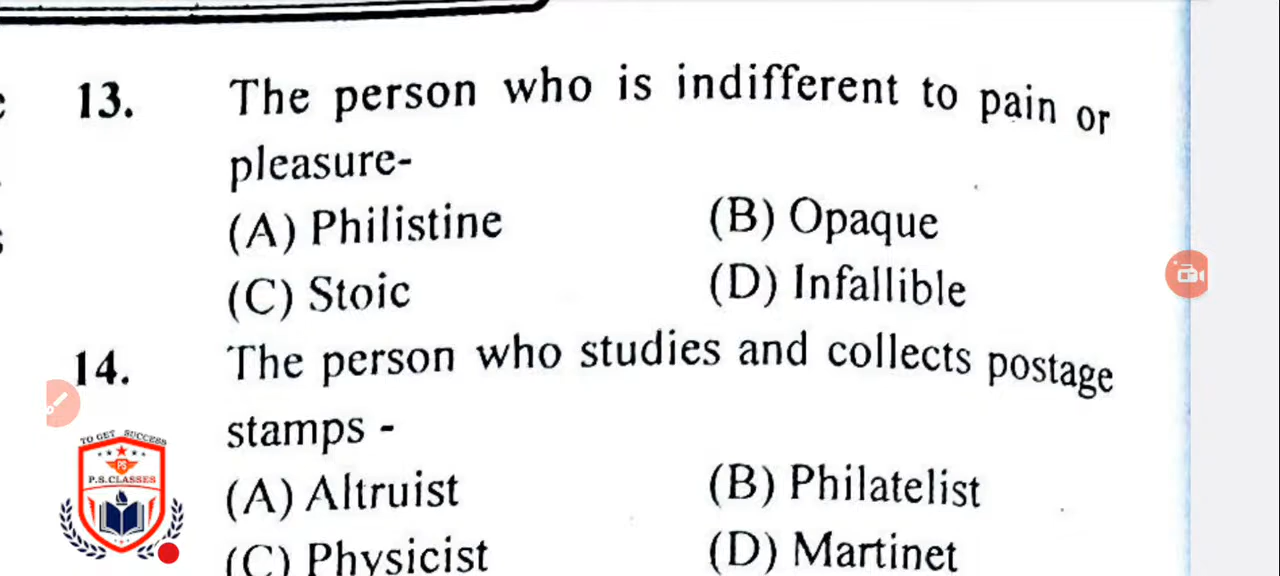 13. The person who is indifferent to pain or
pleasure-
(A) Philistine (B) Opaque
(C) Stoic (D) Infallible
14. The person who studies and collects postage
stamps -
(A) Altruist (B) Philatelist
(C) Physicist (D) Martinet
TO GET SUCCESS
PS
P.S.CLASSES